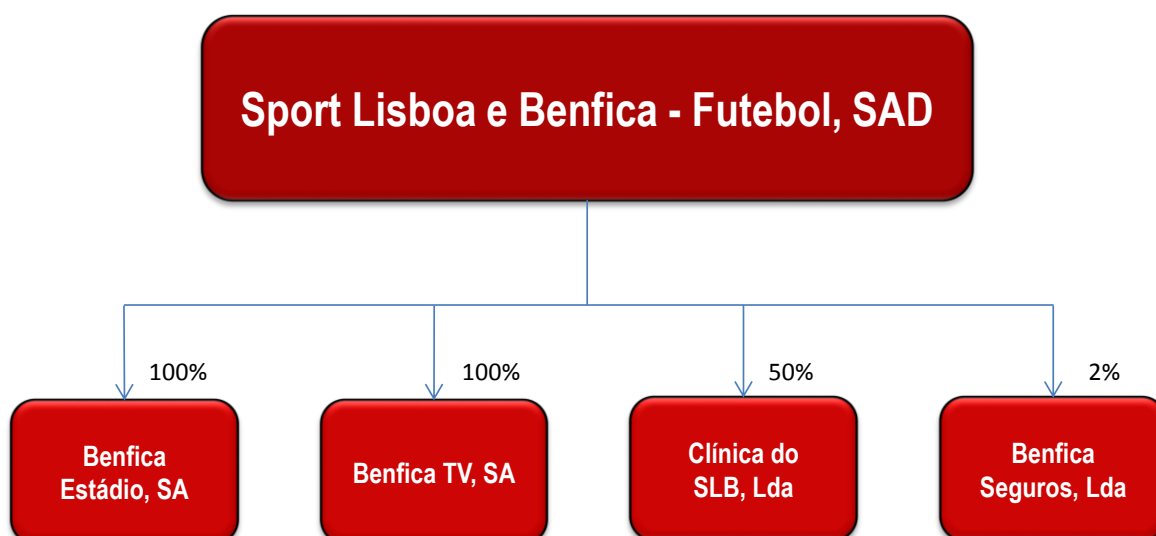 Sport Lisboa e Benfica - Futebol, SAD
100%
100%
50%
2%
Benfica
Estádio, SA
Benfica TV, SA
Clínica do
SLB, Lda
Benfica
Seguros, Lda